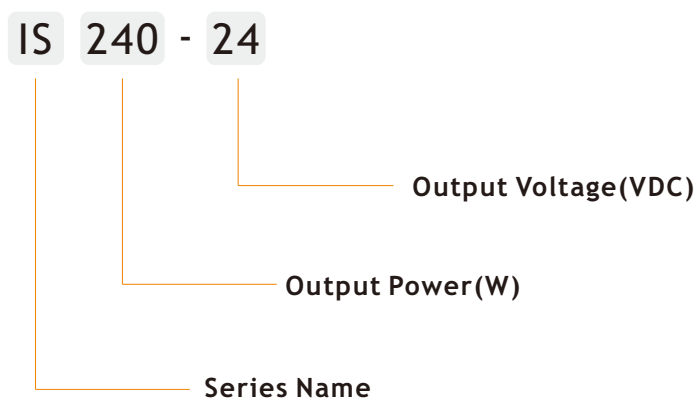 IS 240 - 24
Output Voltage(VDC)
Output Power(W)
Series Name